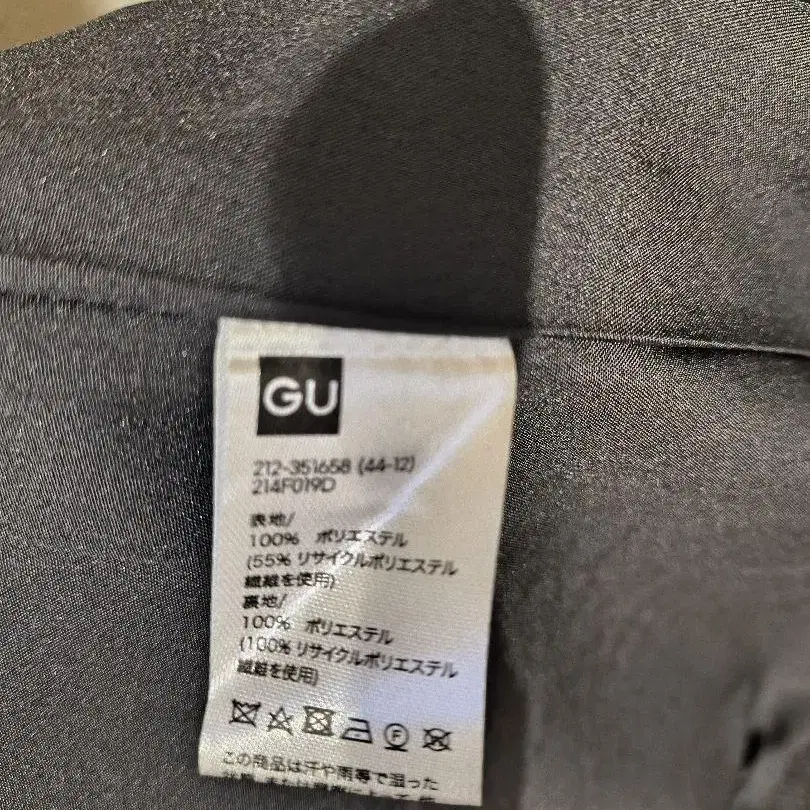 GU
212-351658 (44-12)
214F019D
表地/
100% ポリエステル
(55% リサイクルポリエステル
繊維を使用)
裏地/
100% ポリエステル
(100% リサイクルポリエステル
繊維を使用)
F
この商品は汗や雨等で湿った